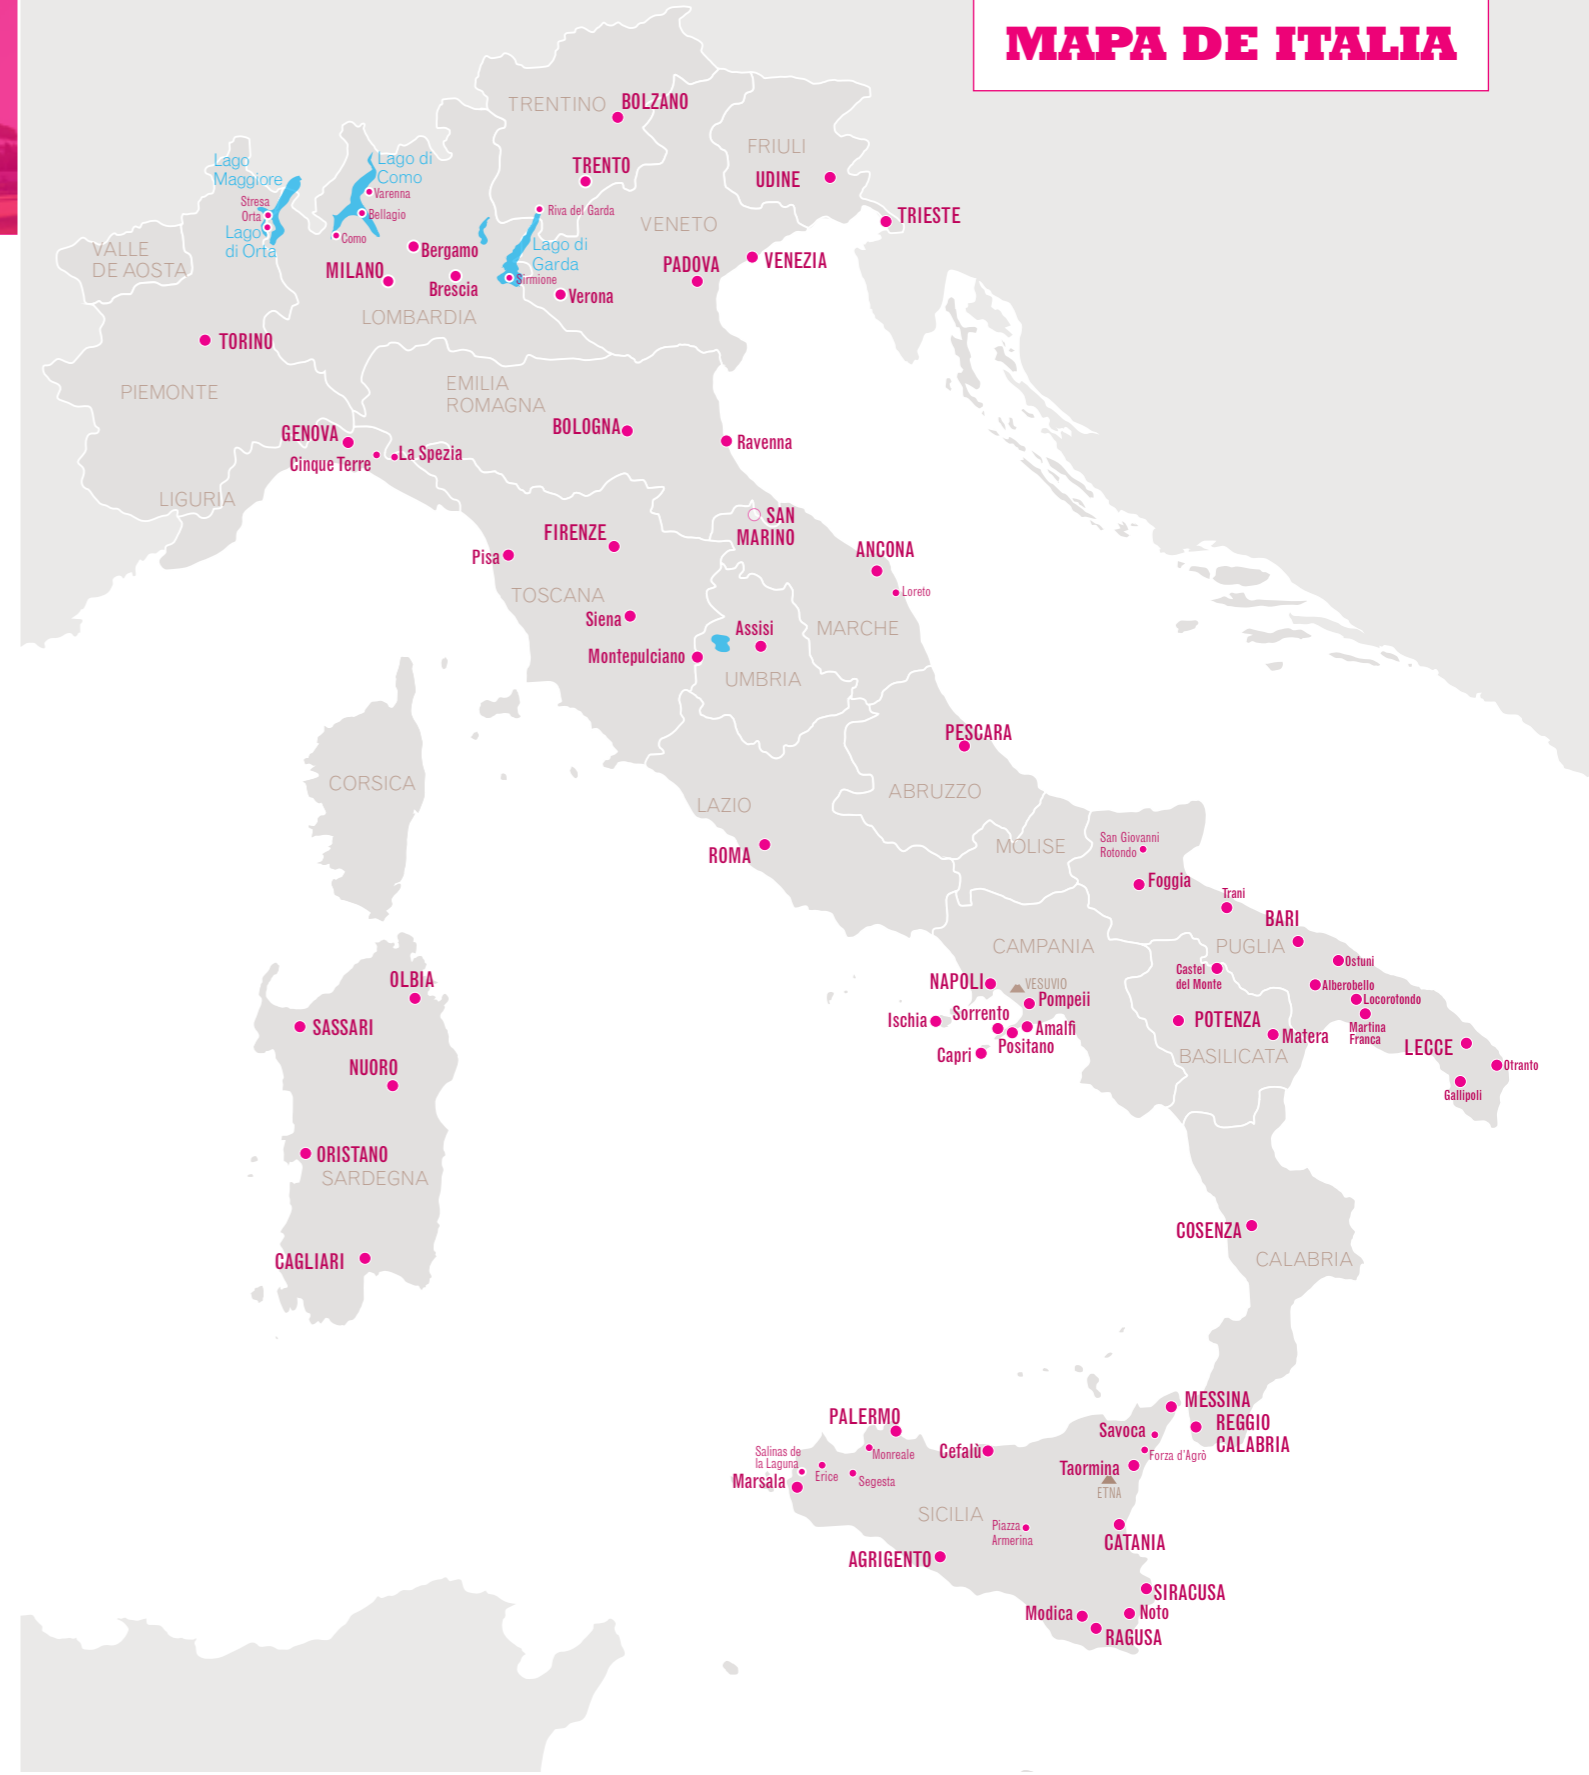 MAPA DE ITALIA
TRENTINO
BOLZANO
FRIULI
UDINE
TRENTO
TRIESTE
Lago
Maggiore
Stresa
Orta
Lago
di Orta
Lago di
Como
Varenna
Bellagio
Como
Riva del Garda
VENETO
Lago di
Garda
Sirmione
PADOVA
VENEZIA
VALLE
DE AOSTA
Bergamo
MILANO
Brescia
Verona
LOMBARDIA
TORINO
PIEMONTE
EMILIA
ROMAGNA
BOLOGNA
Ravenna
GENOVA
Cinque Terre
La Spezia
LIGURIA
SAN
MARINO
FIRENZE
Pisa
ANCONA
Loreto
TOSCANA
Siena
Assisi
MARCHE
Montepulciano
UMBRIA
PESCARA
CORSICA
ABRUZZO
LAZIO
MOLISE
ROMA
San Giovanni
Rotondo
Foggia
Trani
BARI
CAMPANIA
PUGLIA
Ostuni
Castel
del Monte
Alberobello
Locorotondo
Martina
Franca
NAPOLI
VESUVIO
Pompeii
Ischia
Sorrento
Amalfi
Positano
Capri
POTENZA
Matera
BASILICATA
LECCE
Otranto
Gallipoli
OLBIA
SASSARI
NUORO
ORISTANO
SARDEGNA
CAGLIARI
COSENZA
CALABRIA
MESSINA
REGGIO
CALABRIA
PALERMO
Savoca
Forza d'Agrò
Monreale
Cefalù
Salinas de
la Laguna
Erice
Segesta
Marsala
Taormina
ETNA
SICILIA
Piazza
Armerina
CATANIA
AGRIGENTO
SIRACUSA
Modica
Noto
RAGUSA